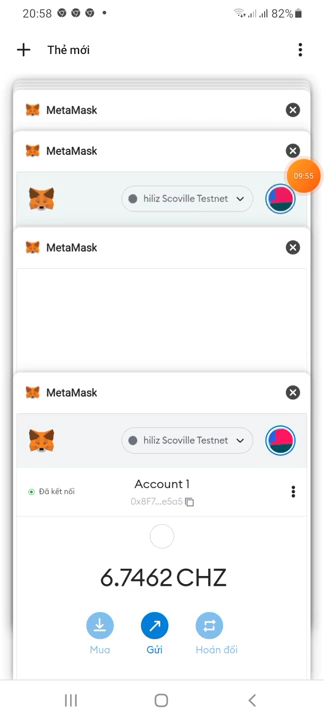 20:58 82%
Thẻ mới
MetaMask
MetaMask
hiliz Scoville Testnet
09:55
MetaMask
MetaMask
hiliz Scoville Testnet
Đã kết nối
Account 1
0x8F7...e5a5
6.7462 CHZ
Mua Gửi Hoán đổi